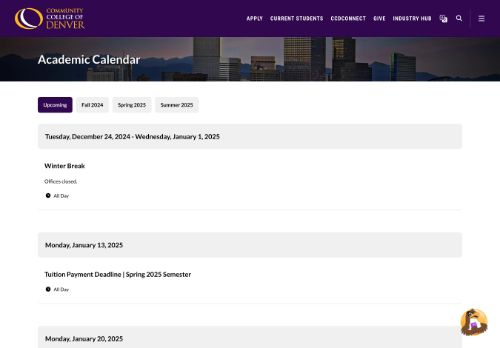 COMMUNITY
COLLEGE OF
DENVER
APPLY CURRENT STUDENTS CCDCONNECT GIVE INDUSTRY HUB
Academic Calendar
Upcoming Fall 2024 Spring 2025 Summer 2025
Tuesday, December 24, 2024 - Wednesday, January 1, 2025
Winter Break
Offices closed.
All Day
Monday, January 13, 2025
Tuition Payment Deadline | Spring 2025 Semester
All Day
Monday, January 20, 2025